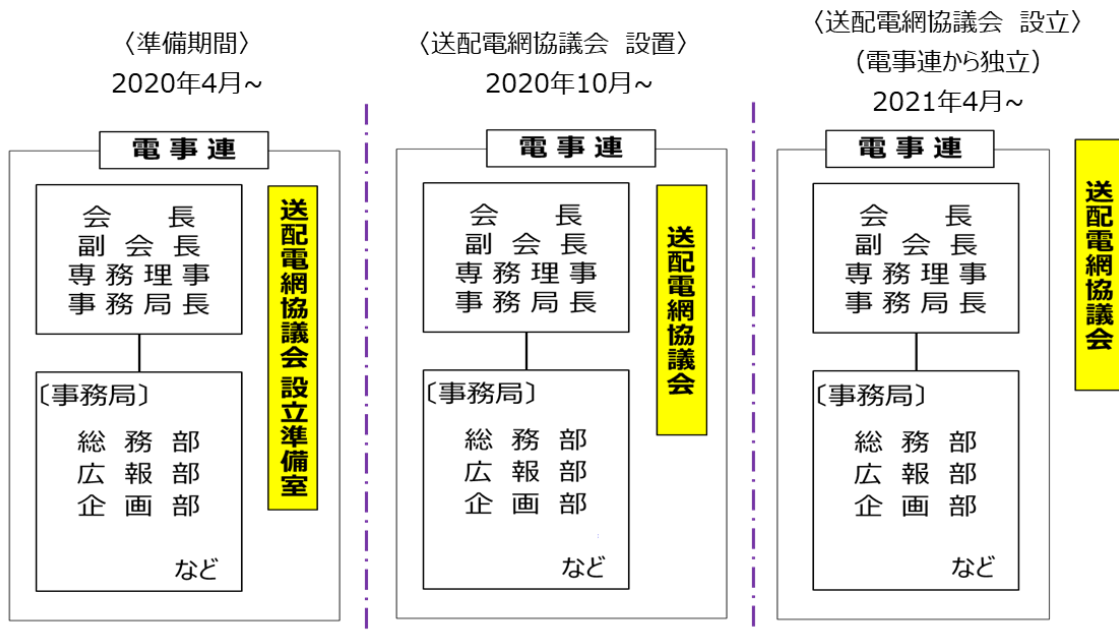 〈準備期間〉
2020年4月~
電事連
会長
副会長
専務理事
事務局長
送配電網協議会 設立準備室
〔事務局〕
総務部
広報部
企画部
など
〈送配電網協議会 設置〉
2020年10月~
電事連
会長
副会長
専務理事
事務局長
送配電網協議会
〔事務局〕
総務部
広報部
企画部
など
〈送配電網協議会 設立〉
(電事連から独立)
2021年4月~
電事連
会長
副会長
専務理事
事務局長
送配電網協議会
〔事務局〕
総務部
広報部
企画部
など